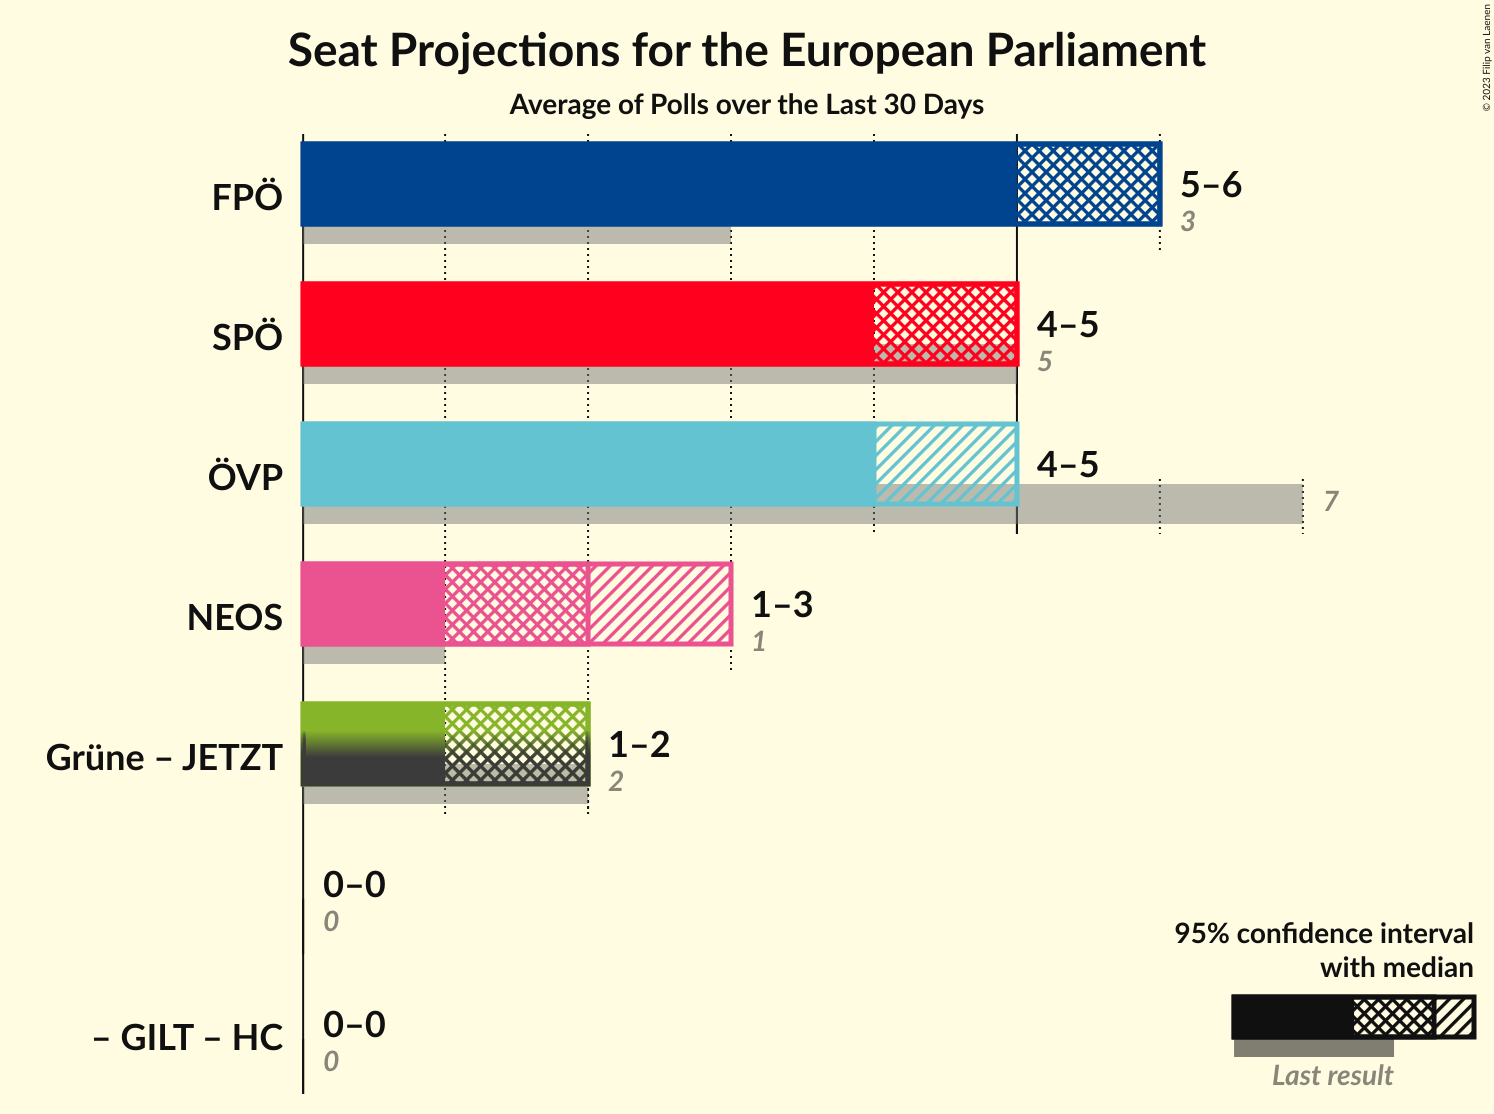 Seat Projections for the European Parliament
Average of Polls over the Last 30 Days
© 2023 Filip van Laenen
FPÖ
5–6
3
SPÖ
4–5
5
ÖVP
4–5
7
NEOS
1–3
1
Grüne – JETZT
1–2
2
0–0
0
– GILT – HC
0–0
0
95% confidence interval
with median
Last result